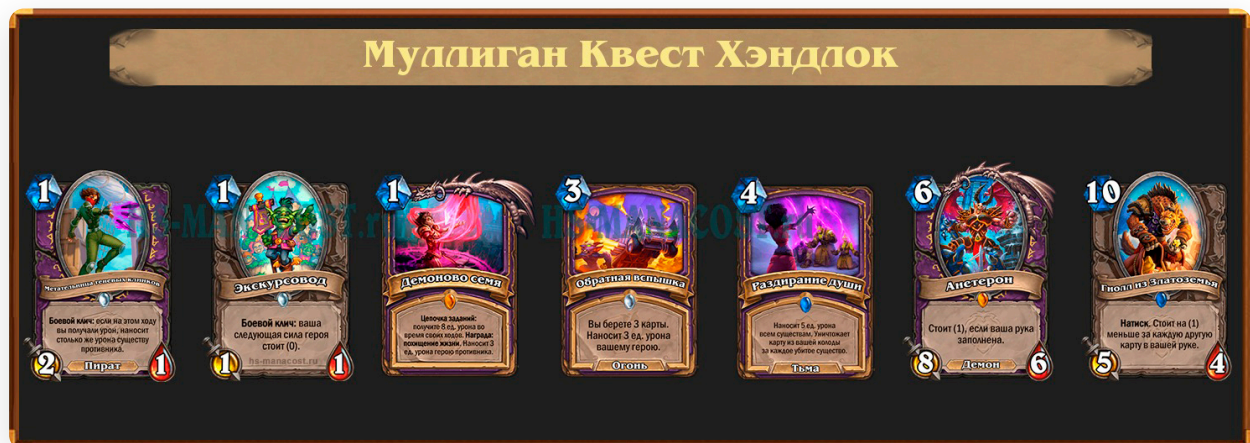 Муллиган Квест Хэндлок
1
Метательница теневых клинков
Боевой клич: если на этом ходу
вы получали урон, наносит
столько же урона существу
противника.
2
Пират
1
1
Экскурсовод
Боевой клич: ваша
следующая сила героя
стоит (0).
hs-manacost.ru
1
1
1
Демоново семя
Цепочка заданий:
получите 8 ед. урона во
время своих ходов. Награда:
похищение жизни. Наносит 3
ед. урона герою противника.
3
Обратная вспышка
Вы берете 3 карты.
Наносит 3 ед. урона
вашему герою.
Огонь
4
Раздирание души
Наносит 5 ед. урона
всем существам. Уничтожает
карту из вашей колоды
за каждое убитое существо.
Тьма
6
Анетерон
Стоит (1), если ваша рука
заполнена.
8
Демон
6
10
Гнолл из Златоземья
Натиск. Стоит на (1)
меньше за каждую другую
карту в вашей руке.
5
4
HS-MANACOST.ru
HS-MANACOST.ru